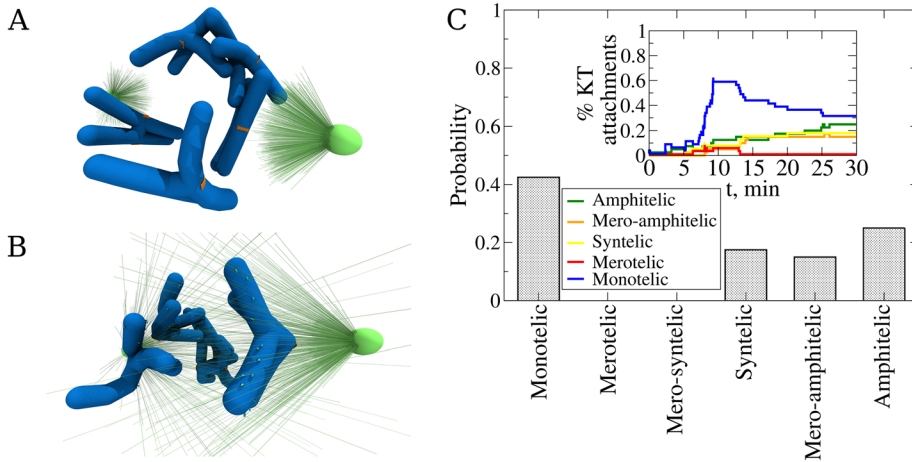 A
B
C
Probability
1
0.8
0.6
0.4
0.2
0
% KT
attachments
1
0.8
0.6
0.4
0.2
0
0 5 10 15 20 25 30
t, min
Amphitelic
Mero-amphitelic
Syntelic
Merotelic
Monotelic
Monotelic
Merotelic
Mero-syntelic
Syntelic
Mero-amphitelic
Amphitelic